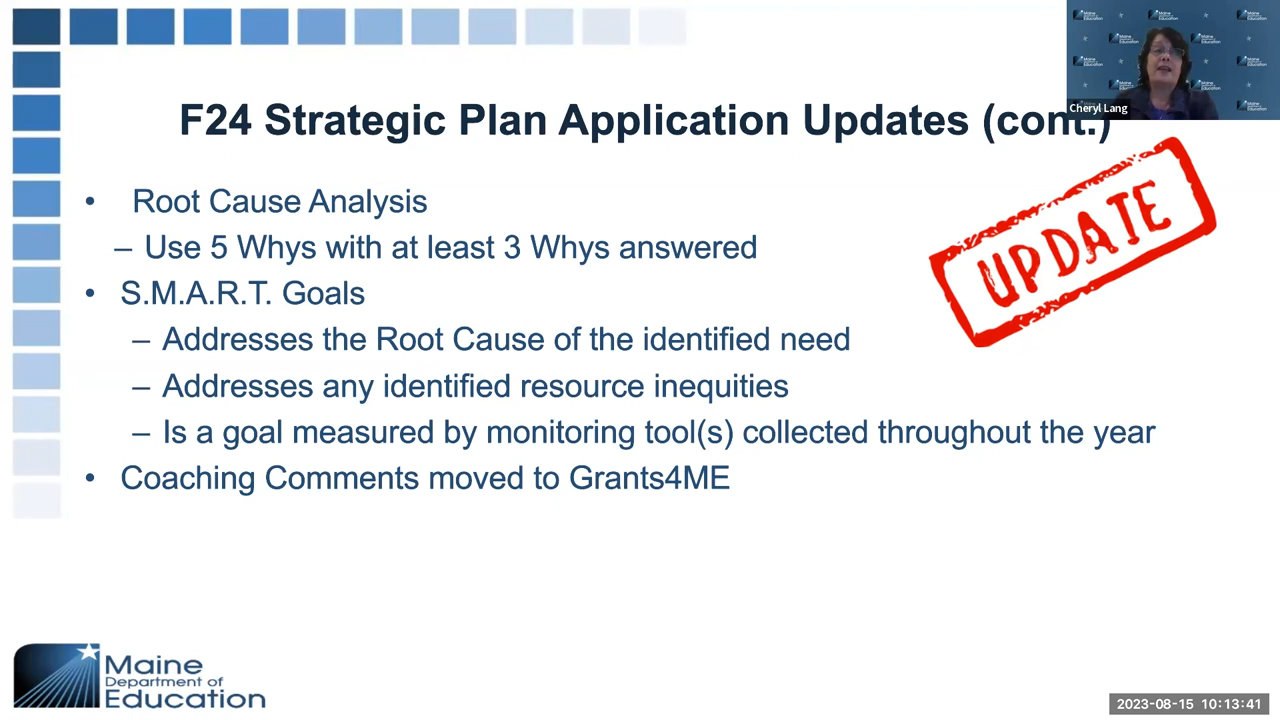 F24 Strategic Plan Application Updates (cont.)
Cheryl Lang
UPDATE
• Root Cause Analysis
– Use 5 Whys with at least 3 Whys answered
• S.M.A.R.T. Goals
– Addresses the Root Cause of the identified need
– Addresses any identified resource inequities
– Is a goal measured by monitoring tool(s) collected throughout the year
• Coaching Comments moved to Grants4ME
Maine
Department of
Education
2023-08-15 10:13:41